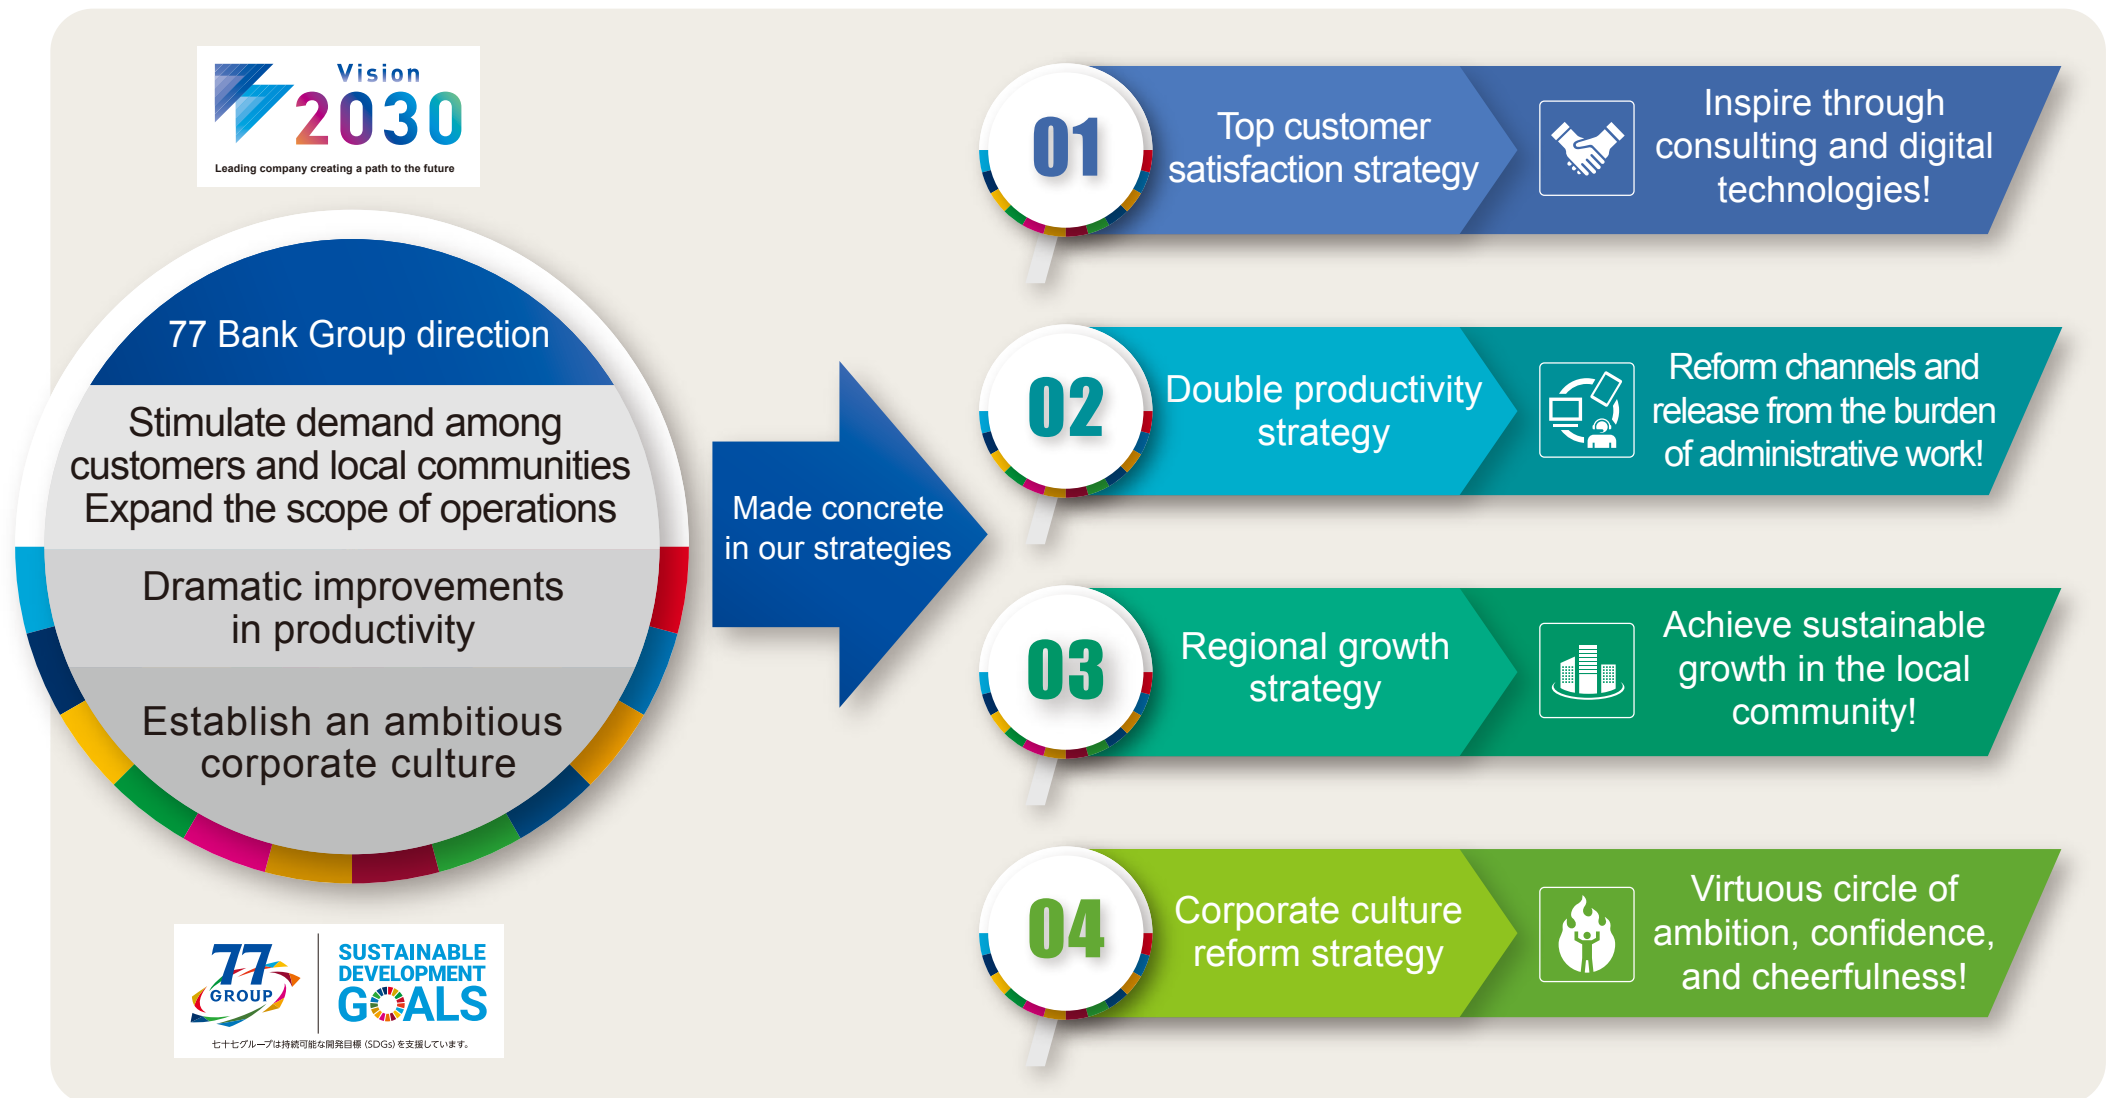 Vision
2030
Leading company creating a path to the future
77 Bank Group direction
Stimulate demand among
customers and local communities
Expand the scope of operations
Dramatic improvements
in productivity
Establish an ambitious
corporate culture
77
GROUP
SUSTAINABLE
DEVELOPMENT
GOALS
七十七グループは持続可能な開発目標（SDGs）を支援しています。
Made concrete
in our strategies
01
Top customer
satisfaction strategy
Inspire through
consulting and digital
technologies!
02
Double productivity
strategy
Reform channels and
release from the burden
of administrative work!
03
Regional growth
strategy
Achieve sustainable
growth in the local
community!
04
Corporate culture
reform strategy
Virtuous circle of
ambition, confidence,
and cheerfulness!